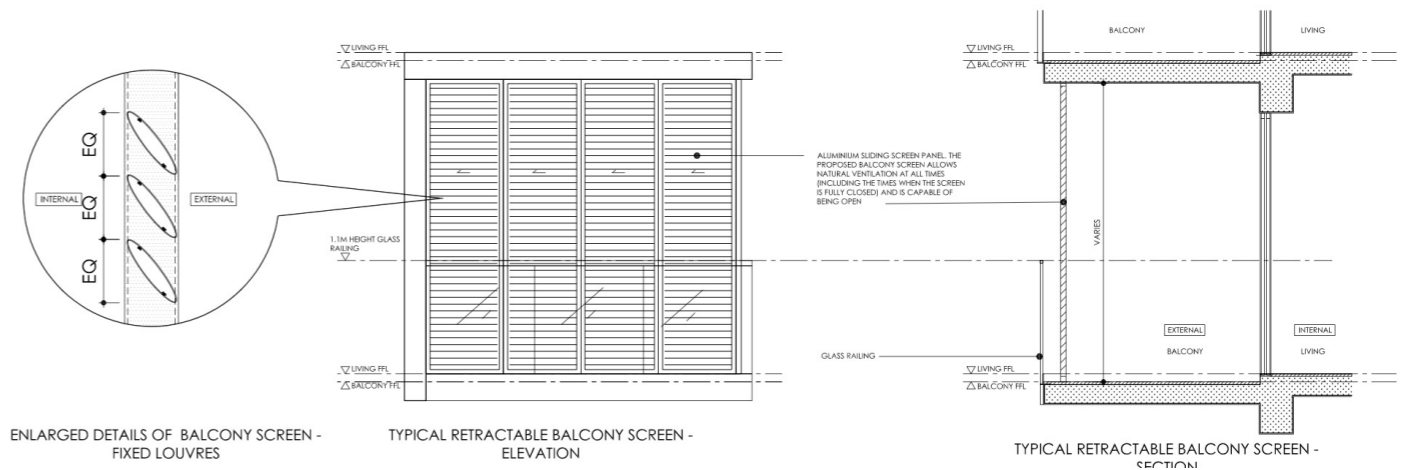 EQ
EQ
EQ
INTERNAL
EXTERNAL
ENLARGED DETAILS OF BALCONY SCREEN -
FIXED LOUVRES
LIVING FFL
BALCONY FFL
1.1M HEIGHT GLASS
RAILING
LIVING FFL
BALCONY FFL
TYPICAL RETRACTABLE BALCONY SCREEN -
ELEVATION
ALUMINIUM SLIDING SCREEN PANEL. THE
PROPOSED BALCONY SCREEN ALLOWS
NATURAL VENTILATION AT ALL TIMES
(INCLUDING THE TIMES WHEN THE SCREEN
IS FULLY CLOSED) AND IS CAPABLE OF
BEING OPEN
GLASS RAILING
BALCONY
LIVING
LIVING FFL
BALCONY FFL
VARIES
EXTERNAL
BALCONY
INTERNAL
LIVING
LIVING FFL
BALCONY FFL
TYPICAL RETRACTABLE BALCONY SCREEN -
SECTION